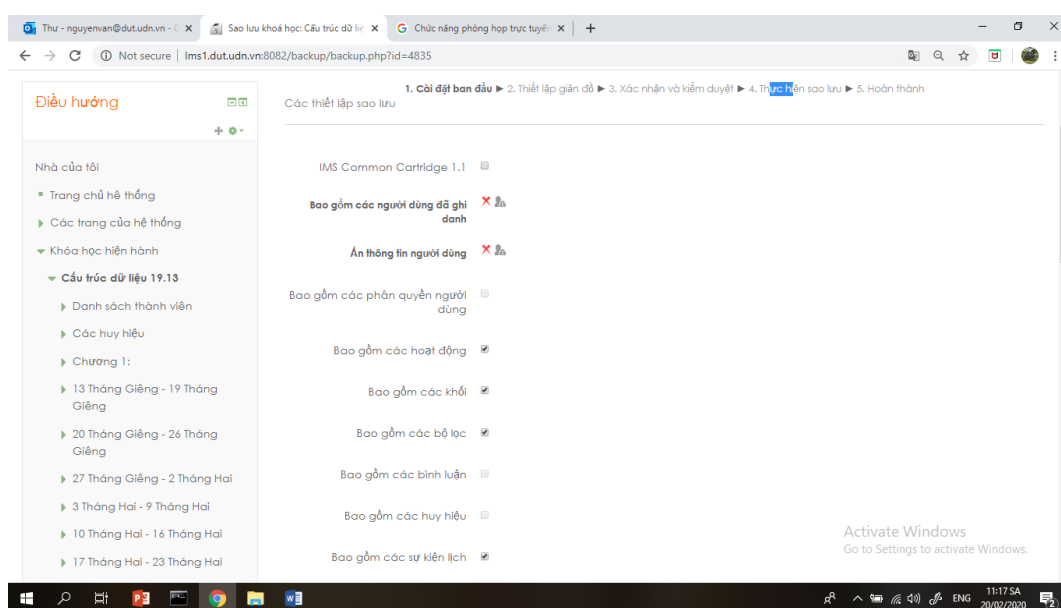 Thư - nguyenvan@dut.udn.vn - C
Sao lưu khoá học: Cấu trúc dữ liệ
Chức năng phòng họp trực tuyến
Not secure | lms1.dut.udn.vn:8082/backup/backup.php?id=4835
Điều hướng
Nhà của tôi
Trang chủ hệ thống
Các trang của hệ thống
Khóa học hiện hành
Cấu trúc dữ liệu 19.13
Danh sách thành viên
Các huy hiệu
Chương 1:
13 Tháng Giêng - 19 Tháng
Giêng
20 Tháng Giêng - 26 Tháng
Giêng
27 Tháng Giêng - 2 Tháng Hai
3 Tháng Hai - 9 Tháng Hai
10 Tháng Hai - 16 Tháng Hai
17 Tháng Hai - 23 Tháng Hai
1. Cài đặt ban đầu ► 2. Thiết lập giản đồ ► 3. Xác nhận và kiểm duyệt ► 4. Thực hiện sao lưu ► 5. Hoàn thành
Các thiết lập sao lưu
IMS Common Cartridge 1.1
Bao gồm các người dùng đã ghi
danh
Ẩn thông tin người dùng
Bao gồm các phân quyền người
dùng
Bao gồm các hoạt động
Bao gồm các khối
Bao gồm các bộ lọc
Bao gồm các bình luận
Bao gồm các huy hiệu
Bao gồm các sự kiện lịch
Activate Windows
Go to Settings to activate Windows.
ENG
11:17 SA
20/02/2020